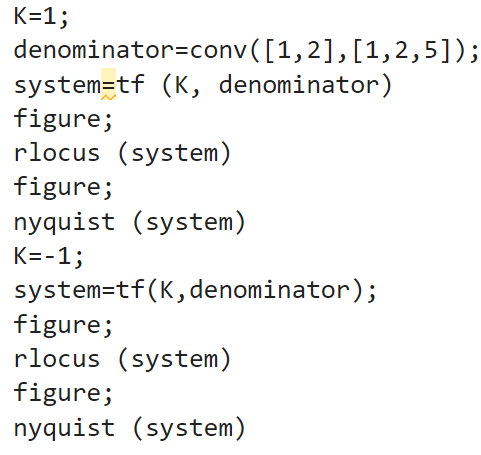 K=1;
denominator=conv([1,2],[1,2,5]);
system=tf (K, denominator)
figure;
rlocus (system)
figure;
nyquist (system)
K=-1;
system=tf(K,denominator);
figure;
rlocus (system)
figure;
nyquist (system)